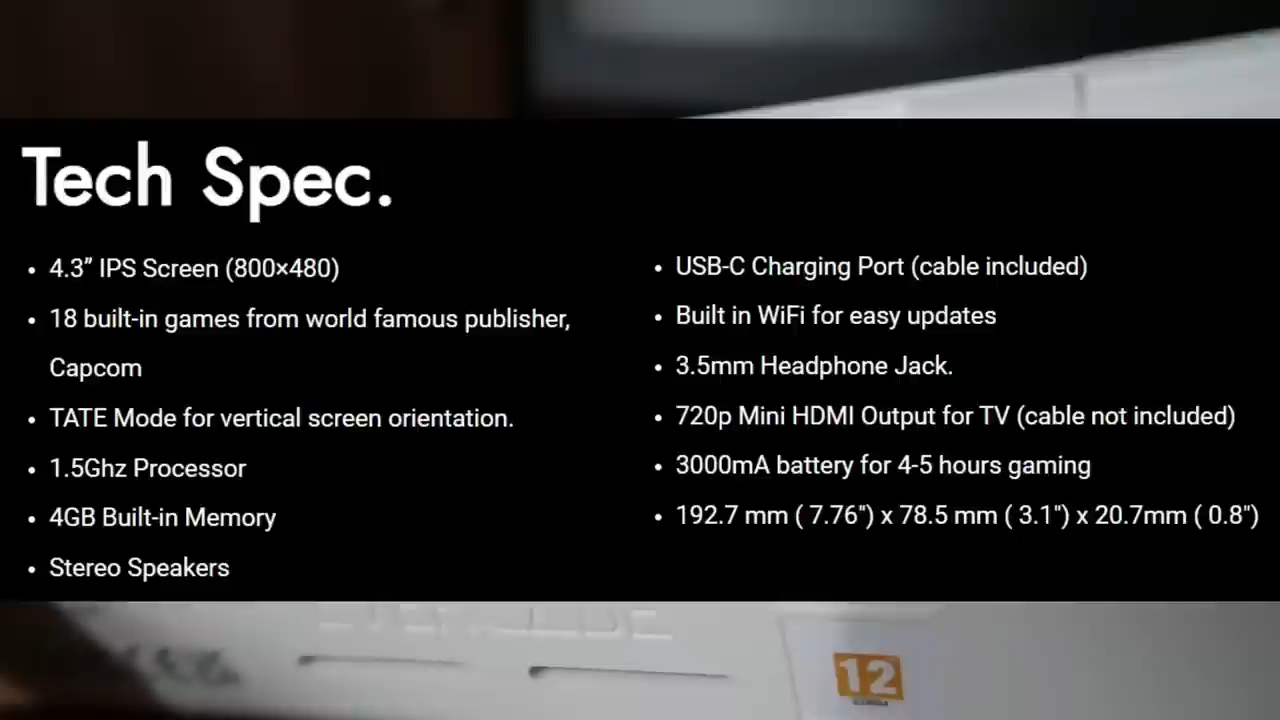 Tech Spec.
• 4.3” IPS Screen (800×480)
• 18 built-in games from world famous publisher,
Capcom
• TATE Mode for vertical screen orientation.
• 1.5Ghz Processor
• 4GB Built-in Memory
• Stereo Speakers
• USB-C Charging Port (cable included)
• Built in WiFi for easy updates
• 3.5mm Headphone Jack.
• 720p Mini HDMI Output for TV (cable not included)
• 3000mA battery for 4-5 hours gaming
• 192.7 mm ( 7.76") x 78.5 mm ( 3.1") x 20.7mm ( 0.8")
12